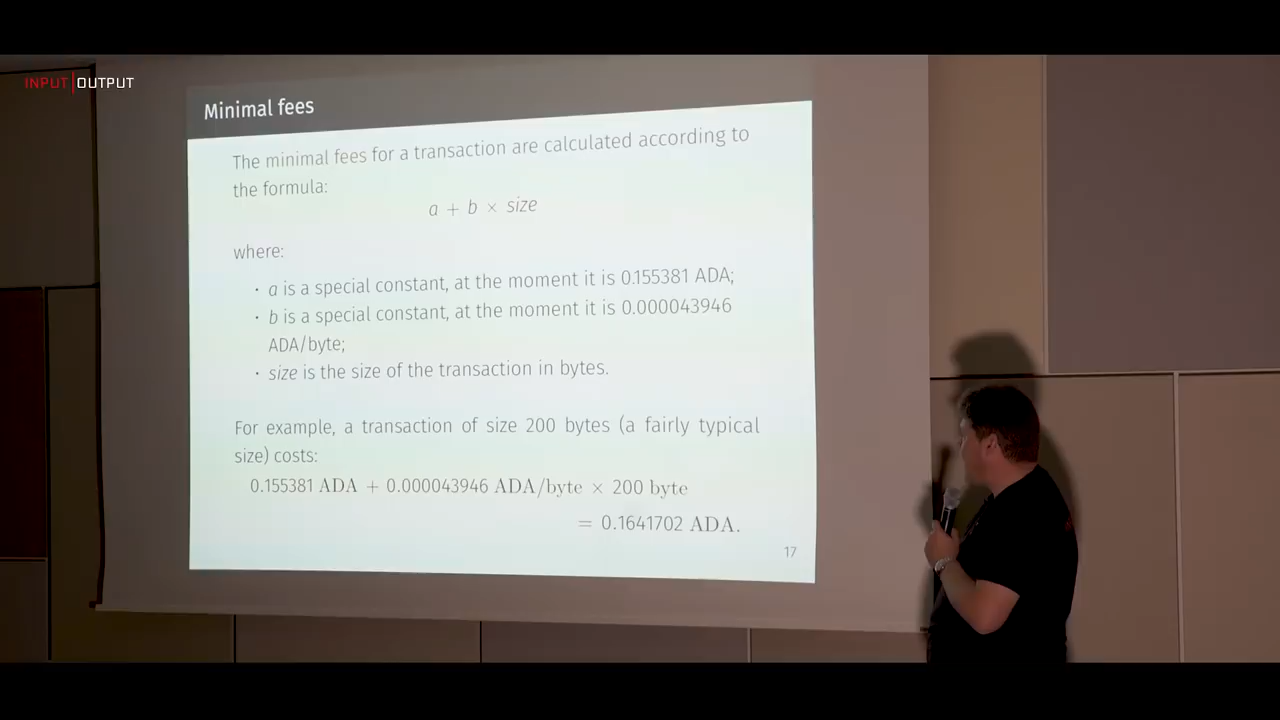 INPUT|OUTPUT
Minimal fees
The minimal fees for a transaction are calculated according to
the formula:
a + b × size
where:
· a is a special constant, at the moment it is 0.155381 ADA;
· b is a special constant, at the moment it is 0.000043946
ADA/byte;
· size is the size of the transaction in bytes.
For example, a transaction of size 200 bytes (a fairly typical
size) costs:
0.155381 ADA + 0.000043946 ADA/byte × 200 byte
= 0.1641702 ADA.
17